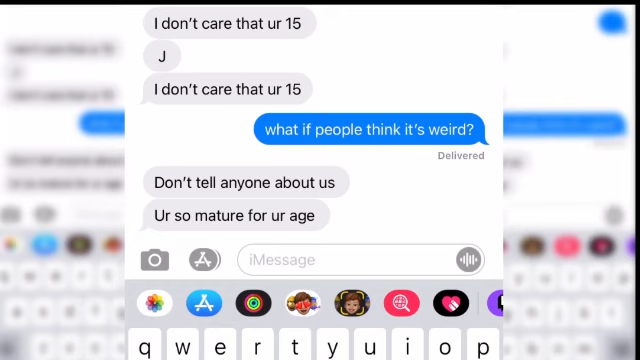 I don't care that ur 15
J
I don't care that ur 15
what if people think it's weird?
Delivered
Don't tell anyone about us
Ur so mature for ur age
iMessage
q w e r t y u i o p